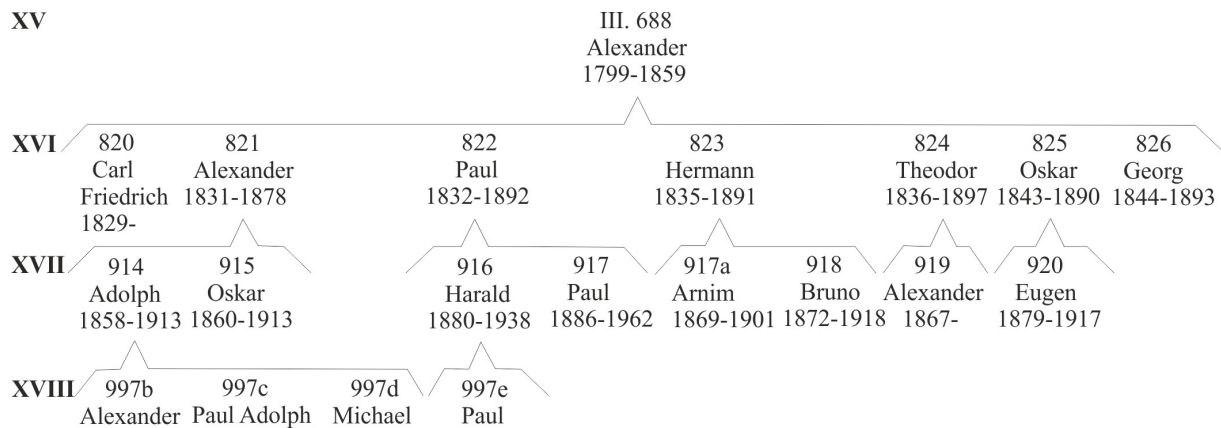 XV III. 688
Alexander
1799-1859
XVI 820 821 822 823 824 825 826
Carl Alexander Paul Hermann Theodor Oskar Georg
Friedrich 1831-1878 1832-1892 1835-1891 1836-1897 1843-1890 1844-1893
1829-
XVII 914 915 916 917 917a 918 919 920
Adolph Oskar Harald Paul Arnim Bruno Alexander Eugen
1858-1913 1860-1913 1880-1938 1886-1962 1869-1901 1872-1918 1867- 1879-1917
XVIII 997b 997c 997d 997e
Alexander Paul Adolph Michael Paul